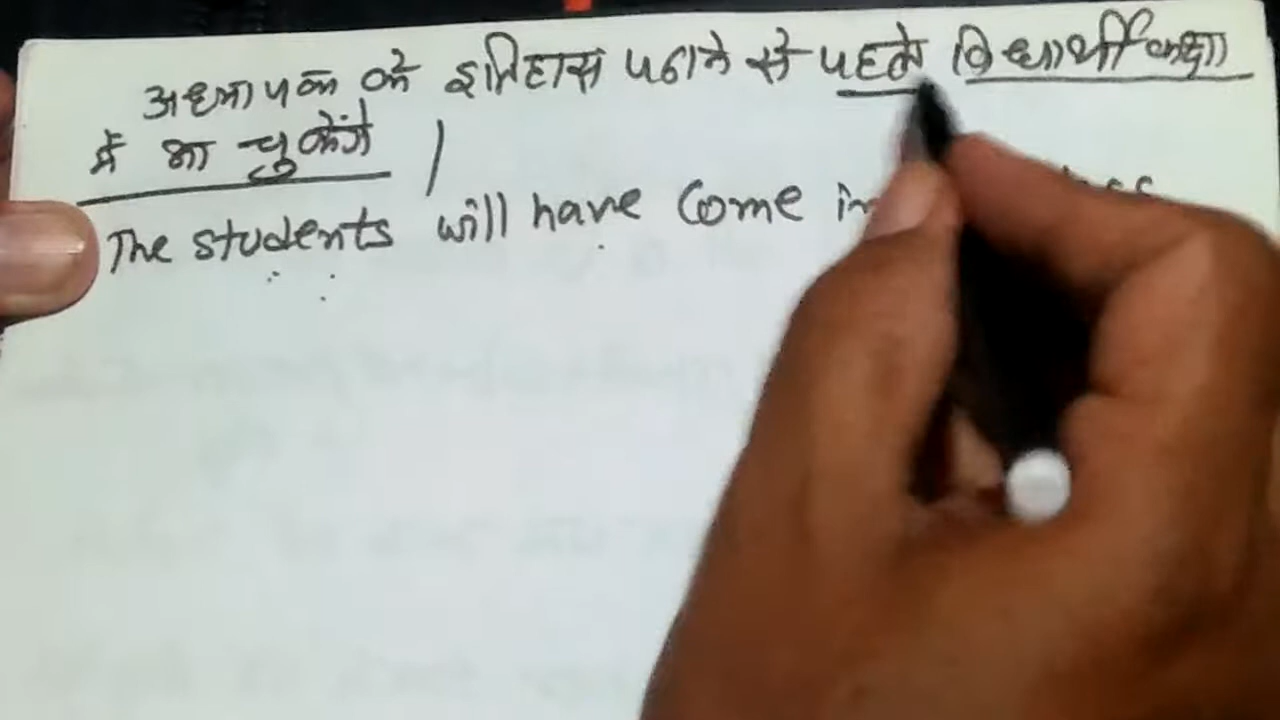 अध्यापक के इतिहास पढाने से पहले विद्यार्थी कक्षा
में आ चुकेंगे |
The students will have come in